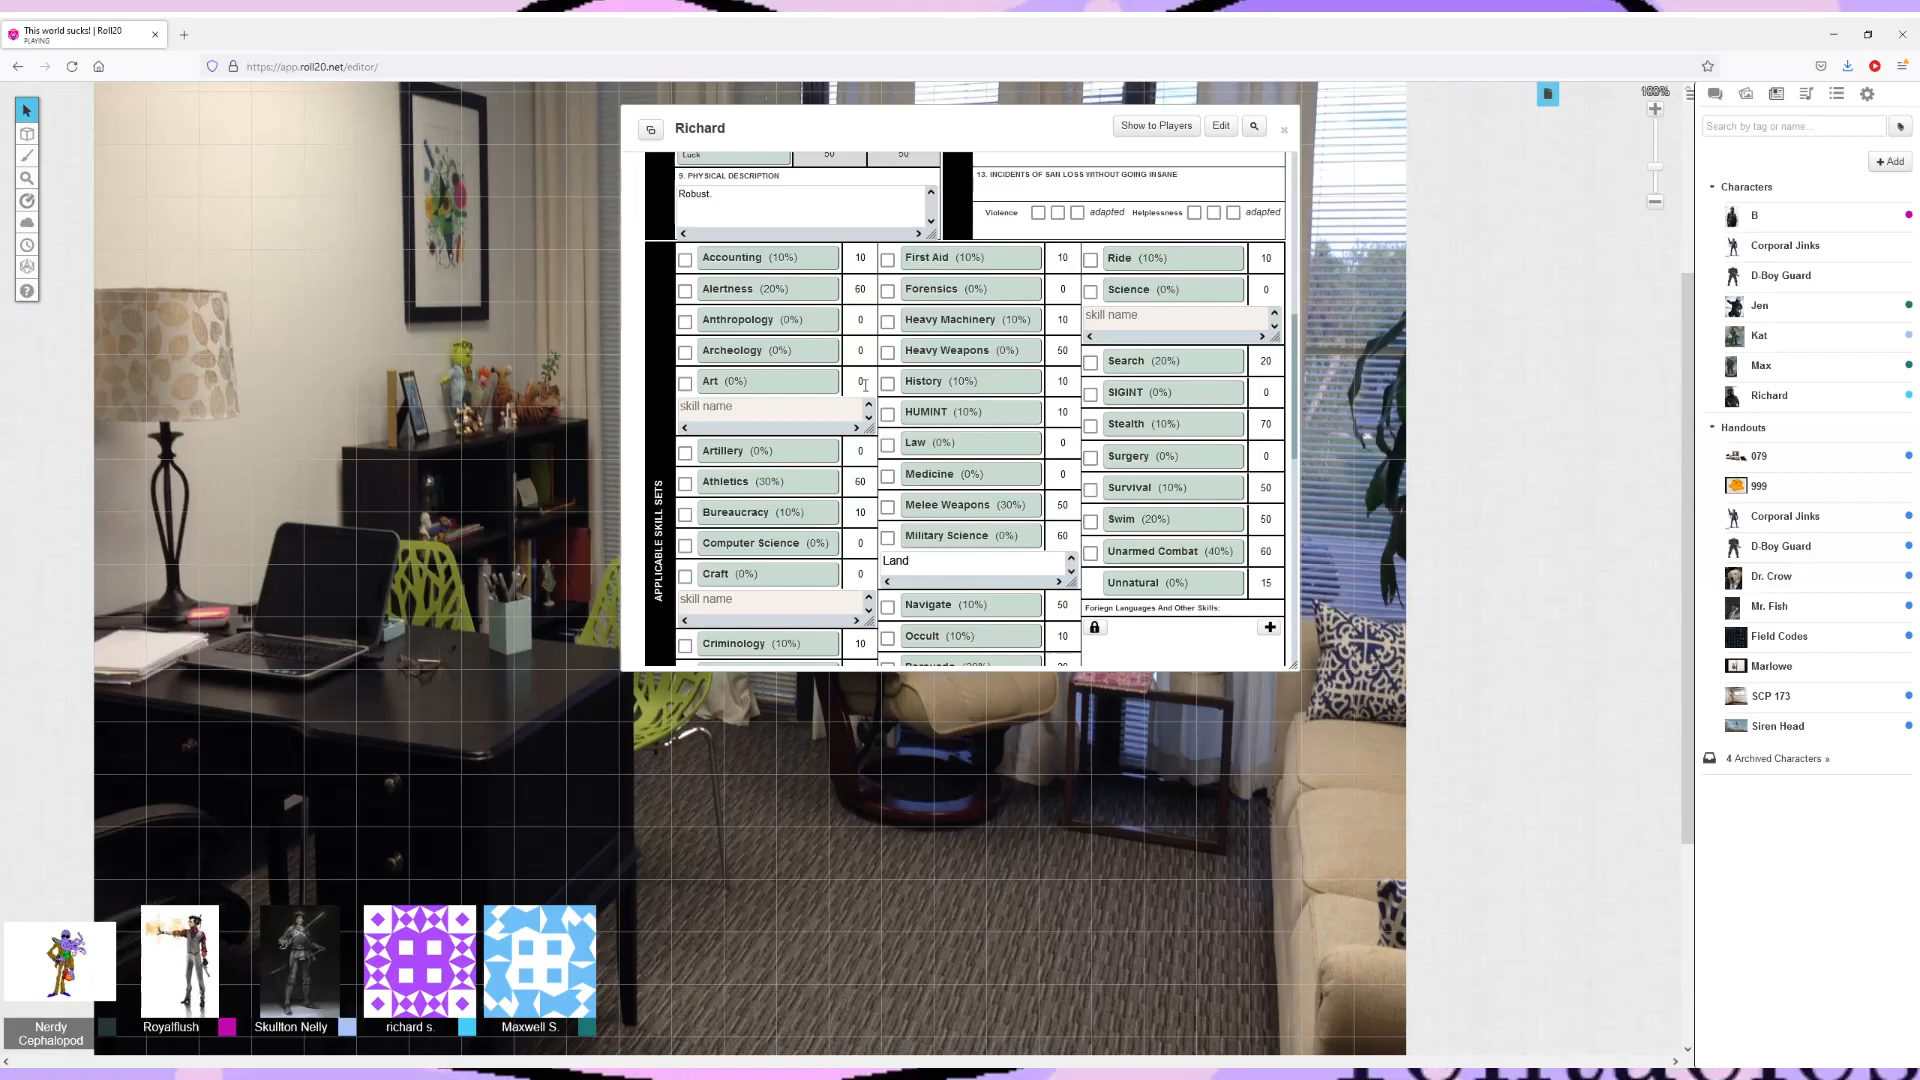 This world sucks! | Roll20
PLAYING
https://app.roll20.net/editor/
100%
Search by tag or name...
+ Add
Characters
B
Corporal Jinks
D-Boy Guard
Jen
Kat
Max
Richard
Handouts
079
999
Corporal Jinks
D-Boy Guard
Dr. Crow
Mr. Fish
Field Codes
Marlowe
SCP 173
Siren Head
4 Archived Characters »
Richard
Show to Players
Edit
Luck 50 50
9. PHYSICAL DESCRIPTION
Robust.
13. INCIDENTS OF SAN LOSS WITHOUT GOING INSANE
Violence adapted Helplessness adapted
APPLICABLE SKILL SETS
Accounting (10%) 10
Alertness (20%) 60
Anthropology (0%) 0
Archeology (0%) 0
Art (0%) 0
skill name
Artillery (0%) 0
Athletics (30%) 60
Bureaucracy (10%) 10
Computer Science (0%) 0
Craft (0%) 0
skill name
Criminology (10%) 10
First Aid (10%) 10
Forensics (0%) 0
Heavy Machinery (10%) 10
Heavy Weapons (0%) 50
History (10%) 10
HUMINT (10%) 10
Law (0%) 0
Medicine (0%) 0
Melee Weapons (30%) 50
Military Science (0%) 60
Land
Navigate (10%) 50
Occult (10%) 10
Ride (10%) 10
Science (0%) 0
skill name
Search (20%) 20
SIGINT (0%) 0
Stealth (10%) 70
Surgery (0%) 0
Survival (10%) 50
Swim (20%) 50
Unarmed Combat (40%) 60
Unnatural (0%) 15
Foriegn Languages And Other Skills:
Nerdy
Cephalopod
Royalflush
Skullton Nelly
richard s.
Maxwell S.